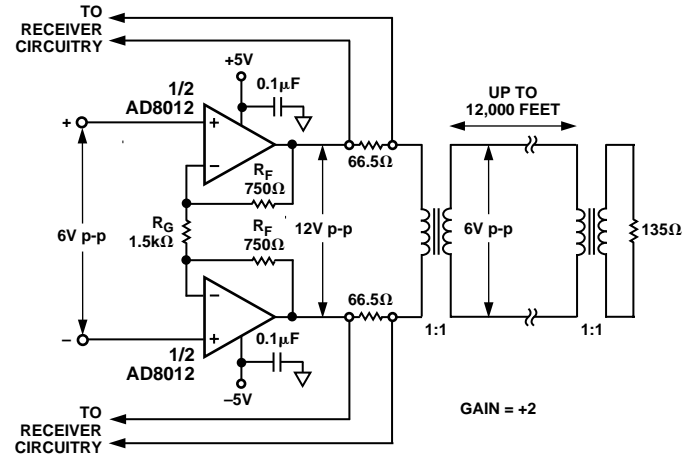 TO
RECEIVER
CIRCUITRY
+5V
1/2
AD8012
0.1μF
+
+
–
6V p-p
R_G
1.5kΩ
R_F
750Ω
R_F
750Ω
12V p-p
66.5Ω
66.5Ω
UP TO
12,000 FEET
6V p-p
135Ω
1:1
1:1
–
+
–
1/2
AD8012
0.1μF
–5V
TO
RECEIVER
CIRCUITRY
GAIN = +2